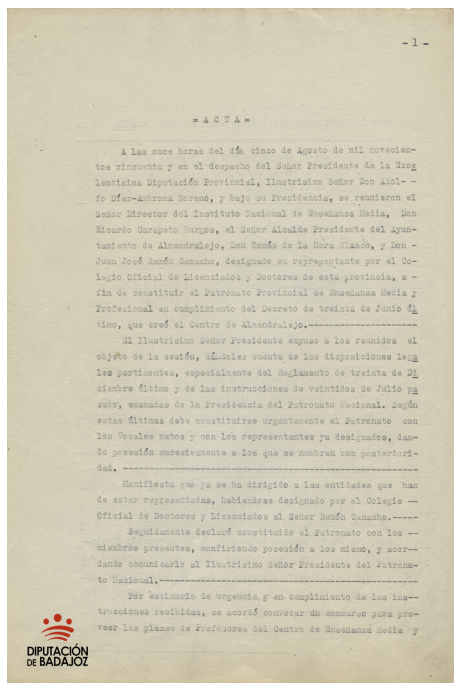 -1-
= A C T A =
A las once horas del día cinco de Agosto de mil novecien-
tos cincuenta y en el despacho del Señor Presidente de la Exce
lentísima Diputación Provincial, Ilustrísimo Señor Don Adol- -
fo Díaz-Ambrona Moreno, y bajo su Presidencia, se reunieron el
Señor Director del Instituto Nacional de Enseñanza Media, Don
Ricardo Carapeto Burgos, el Señor Alcalde Presidente del Ayun-
tamiento de Almendralejo, Don Tomás de la Hera Blasco, y Don -
Juan José Ramón Camacho, designado su representante por el Co-
legio Oficial de Licenciados y Doctores de esta provincia, a -
fin de constituir el Patronato Provincial de Enseñanza Media y
Profesional en cumplimiento del Decreto de treinta de Junio úl
timo, que creó el Centro de Almendralejo.--------------------
El Ilustrísimo Señor Presidente expuso a los reunidos el
objeto de la sesión, dándoles cuenta de las disposiciones lega
les pertinentes, especialmente del Reglamento de treinta de Di
ciembre último y de las instrucciones de veintidos de Julio pa
sado, emanadas de la Presidencia del Patronato Nacional. Según
estas últimas debe constituirse urgentemente el Patronato con
los Vocales natos y con los representantes ya designados, dan-
do posesión sucesivamente a los que se nombren con posteriori-
dad. ---------------------------------------------------------
Manifiesta que ya se ha dirigido a las entidades que han
de estar representadas, habiendose designado por el Colegio --
Oficial de Doctores y Licenciados al Señor Ramón Camacho.-----
Seguidamente declaró constituido el Patronato con los --
miembros presentes, confiriendo posesión a los mismo, y acor--
dando comunicarlo al Ilustrísimo Señor Presidente del Patrona-
to Nacional.--------------------------------------------------
Por estimarlo de urgencia y en cumplimiento de las ins--
trucciones recibidas, se acordó convocar un concurso para pro-
veer las plazas de Profesores del Centro de Enseñanza Media y
DIPUTACIÓN
DE BADAJOZ